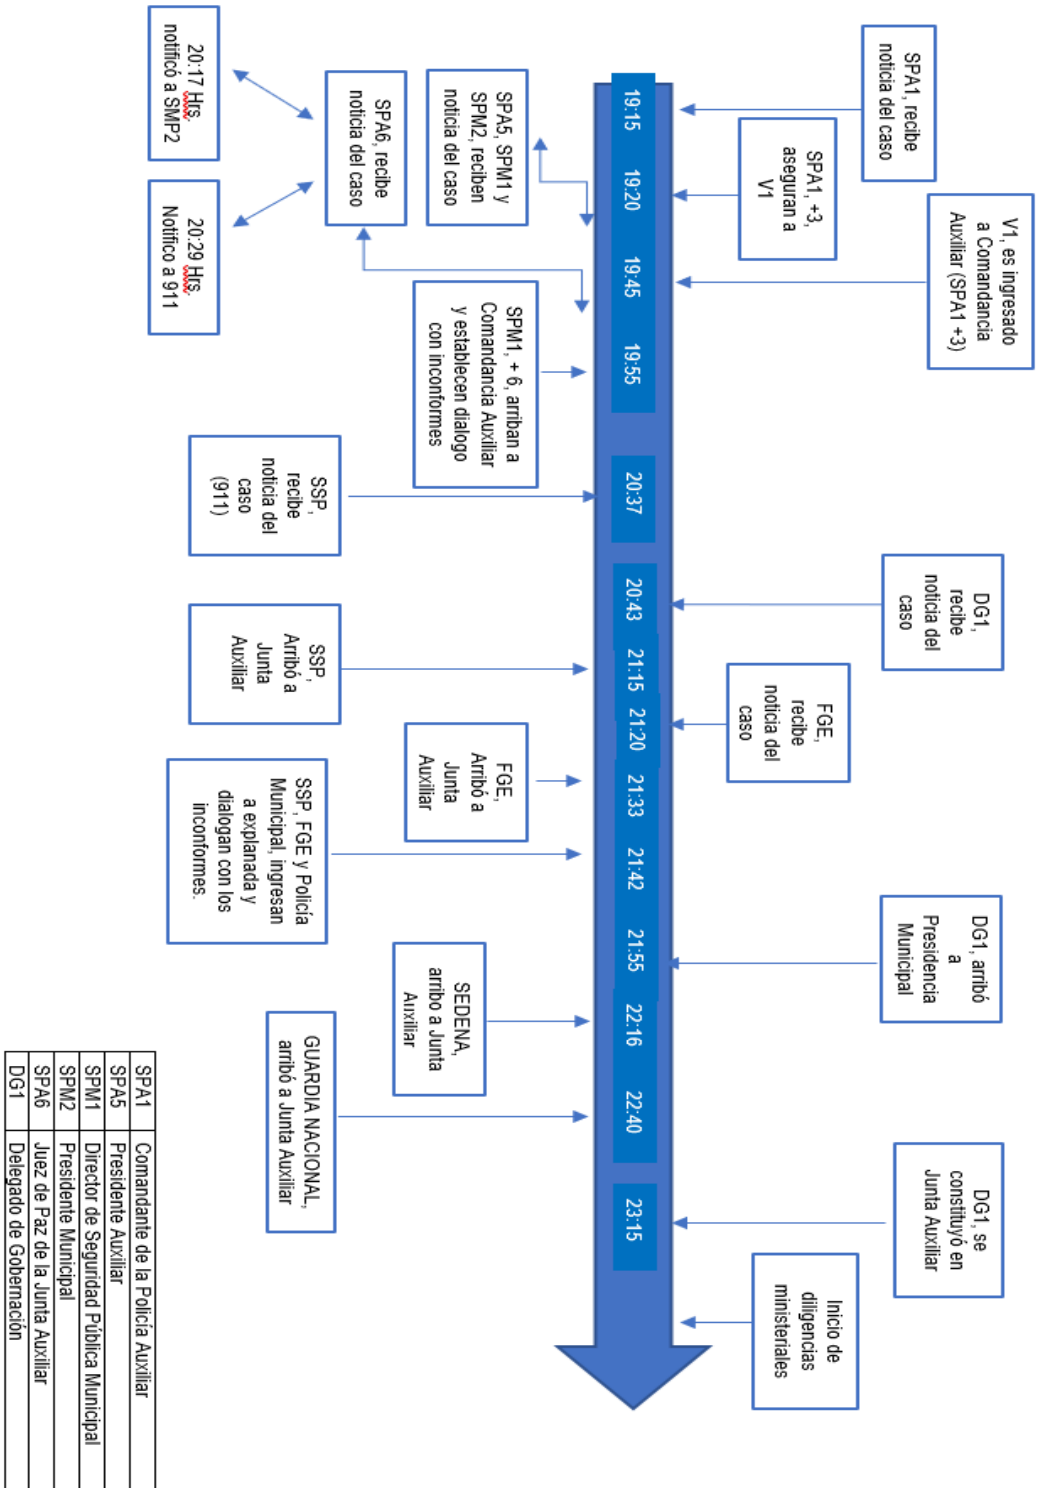 SPA1, recibe
noticia del caso
SPA1, +3,
aseguran a
V1
V1, es ingresado
a Comandancia
Auxiliar (SPA1 +3)
DG1,
recibe
noticia del
caso
FGE,
recibe
noticia del
caso
DG1, arribó
a
Presidencia
Municipal
DG1, se
constituyó en
Junta Auxiliar
Inicio de
diligencias
ministeriales
19:15
19:20
19:45
19:55
20:37
20:43
21:15
21:20
21:33
21:42
21:55
22:16
22:40
23:15
SPA5, SPM1 y
SPM2, reciben
noticia del caso
SPA6, recibe
noticia del caso
20:17 Hrs.
notificó a SMP2
20:29 Hrs.
Notifico a 911
SPM1, + 6, arriban a
Comandancia Auxiliar
y establecen dialogo
con inconformes
SSP,
recibe
noticia del
caso
(911)
SSP,
Arribó a
Junta
Auxiliar
FGE,
Arribó a
Junta
Auxiliar
SSP, FGE y Policía
Municipal, ingresan
a explanada y
dialogan con los
inconformes.
SEDENA,
arribo a Junta
Auxiliar
GUARDIA NACIONAL,
arribó a Junta Auxiliar
SPA1 Comandante de la Policía Auxiliar
SPA5 Presidente Auxiliar
SPM1 Director de Seguridad Pública Municipal
SPM2 Presidente Municipal
SPA6 Juez de Paz de la Junta Auxiliar
DG1 Delegado de Gobernación